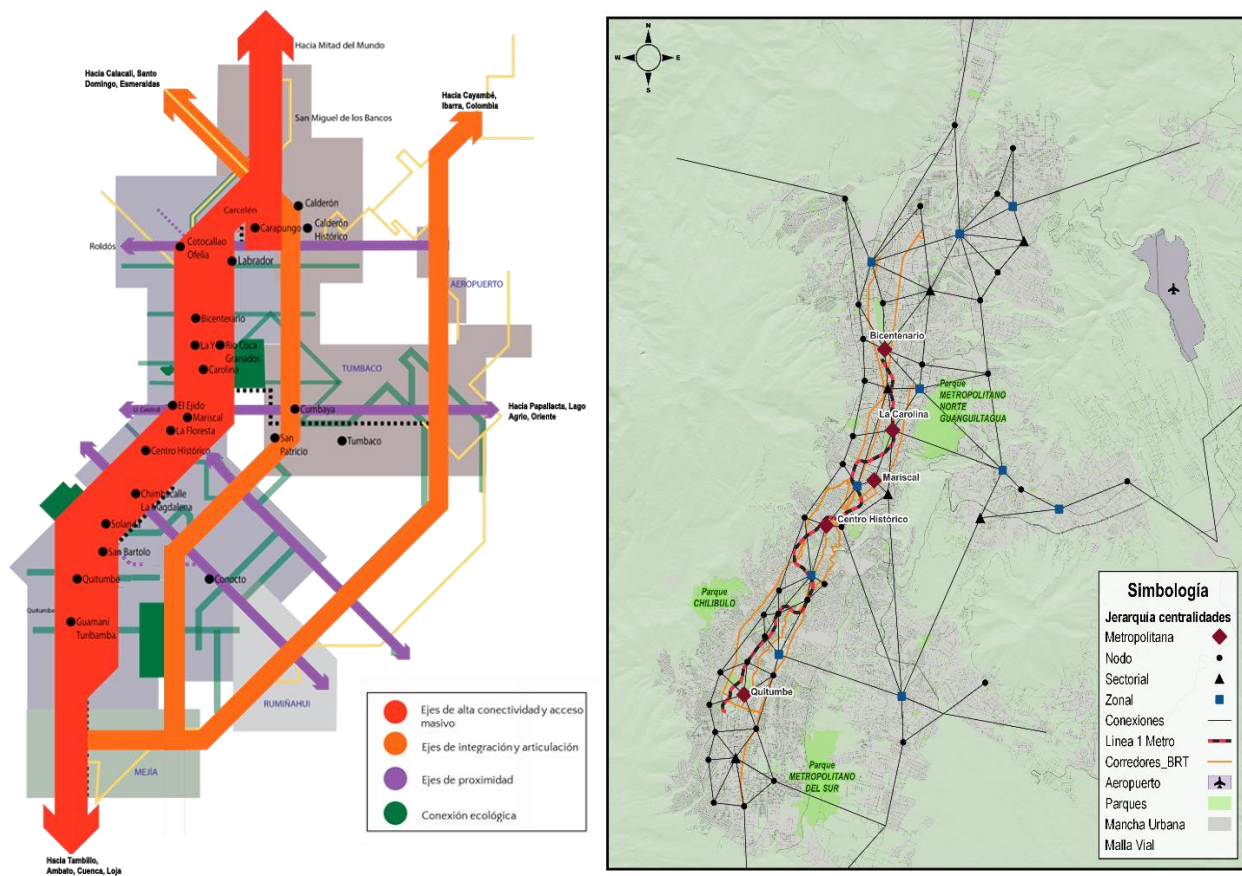 Hacia Mitad del Mundo
Hacia Calacali, Santo
Domingo, Esmeraldas
Hacia Cayambé,
Ibarra, Colombia
San Miguel de los Bancos
Calderón
Carcelén
Carapungo
Calderón
Histórico
Roldós
Cotocallao
Ofelia
Labrador
AEROPUERTO
Bicentenario
La Y
Rio Coca
Granados
Carolina
TUMBACO
El Ejido
U. Central
Mariscal
Cumbaya
Hacia Papallacta, Lago
Agrio, Oriente
La Floresta
Centro Histórico
San
Patricio
Tumbaco
Chimbacalle
La Magdalena
Solanda
San Bartolo
Quitumbe
Conocto
Quitumbe
Guamaní
Turibamba
RUMIÑAHUI
MEJÍA
Hacia Tambillo,
Ambato, Cuenca, Loja
Ejes de alta conectividad y acceso
masivo
Ejes de integración y articulación
Ejes de proximidad
Conexión ecológica
N
W
E
S
Bicentenario
Parque
METROPOLITANO
NORTE
GUANGUILTAGUA
La Carolina
Mariscal
Centro Histórico
Parque
CHILIBULO
Quitumbe
Parque
METROPOLITANO
DEL SUR
Simbología
Jerarquía centralidades
Metropolitana
Nodo
Sectorial
Zonal
Conexiones
Linea 1 Metro
Corredores_BRT
Aeropuerto
Parques
Mancha Urbana
Malla Vial